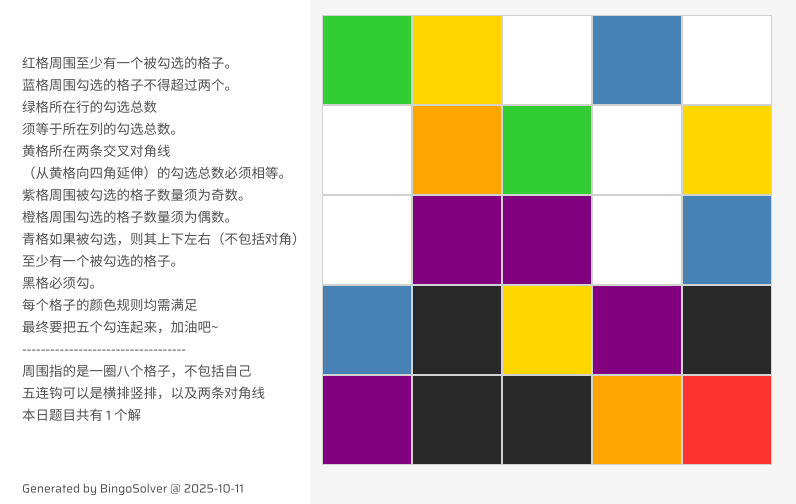 红格周围至少有一个被勾选的格子。
蓝格周围勾选的格子不得超过两个。
绿格所在行的勾选总数
须等于所在列的勾选总数。
黄格所在两条交叉对角线
（从黄格向四角延伸）的勾选总数必须相等。
紫格周围被勾选的格子数量须为奇数。
橙格周围勾选的格子数量须为偶数。
青格如果被勾选，则其上下左右（不包括对角）
至少有一个被勾选的格子。
黑格必须勾。
每个格子的颜色规则均需满足
最终要把五个勾连起来，加油吧~
----------------------------------
周围指的是一圈八个格子，不包括自己
五连钩可以是横排竖排，以及两条对角线
本日题目共有 1 个解
Generated by BingoSolver @ 2025-10-11